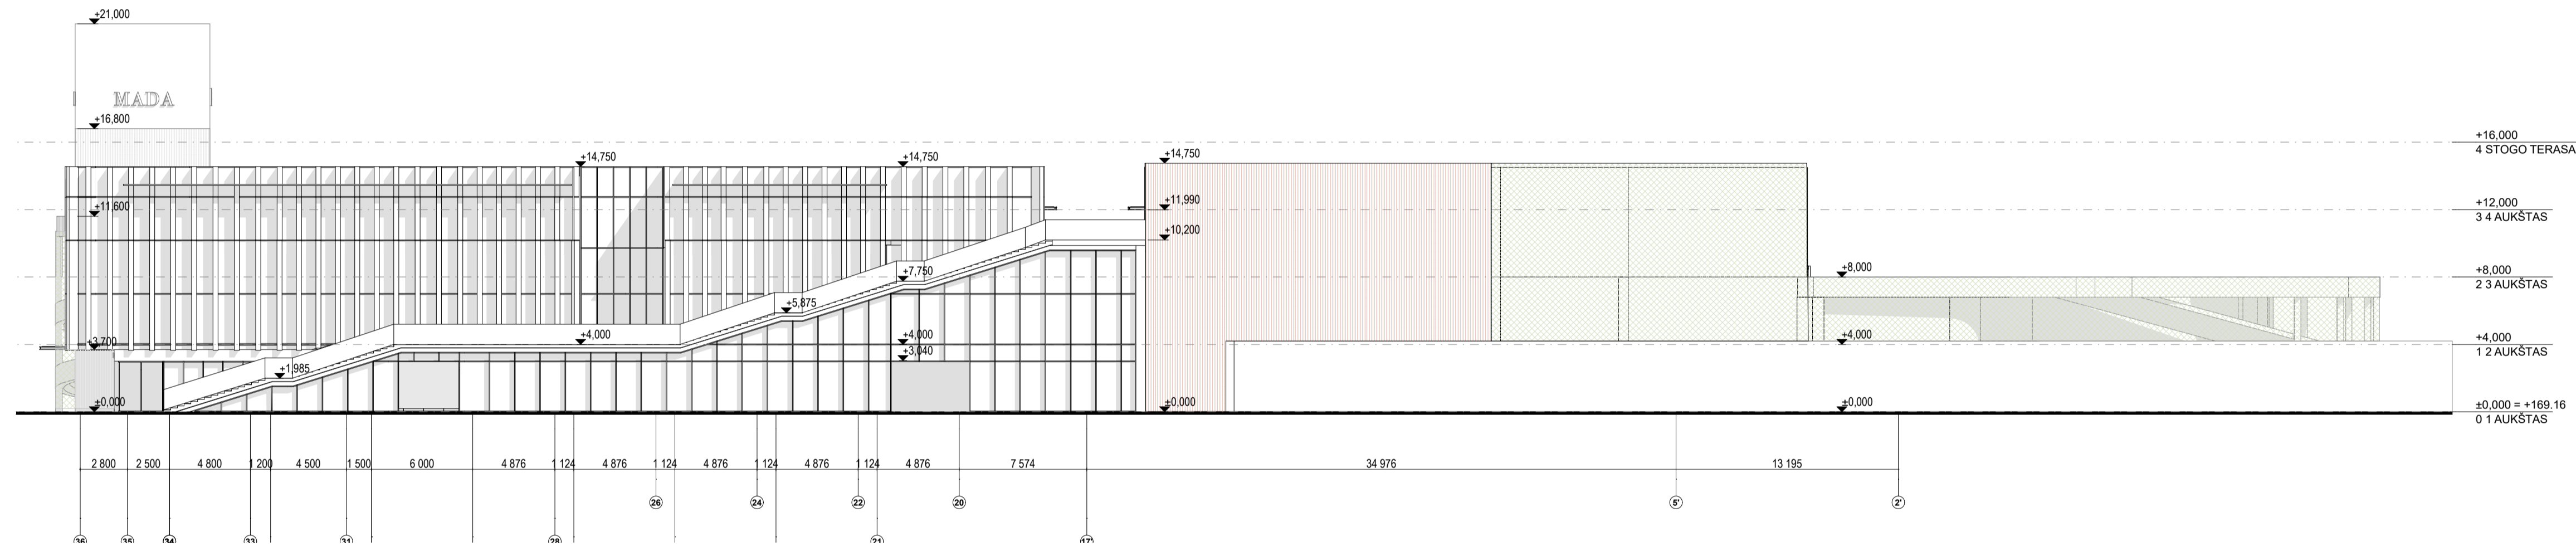 +21,000
MADA
+16,800
+16,000
4 STOGO TERASA
+14,750
+14,750
+14,750
+11,600
+11,990
+12,000
3 4 AUKŠTAS
+10,200
+7,750
+8,000
+8,000
2 3 AUKŠTAS
+5,875
+3,700
+4,000
+4,000
+4,000
+4,000
1 2 AUKŠTAS
+3,040
+1,985
±0,000
±0,000
±0,000
±0,000 = +169.16
0 1 AUKŠTAS
2 800 2 500 4 800 1 200 4 500 1 500 6 000 4 876 1 124 4 876 1 124 4 876 1 124 4 876 1 124 4 876 7 574 34 976 13 195
26 24 22 20 5' 2'
36 35 34 33 31 28 21 17'